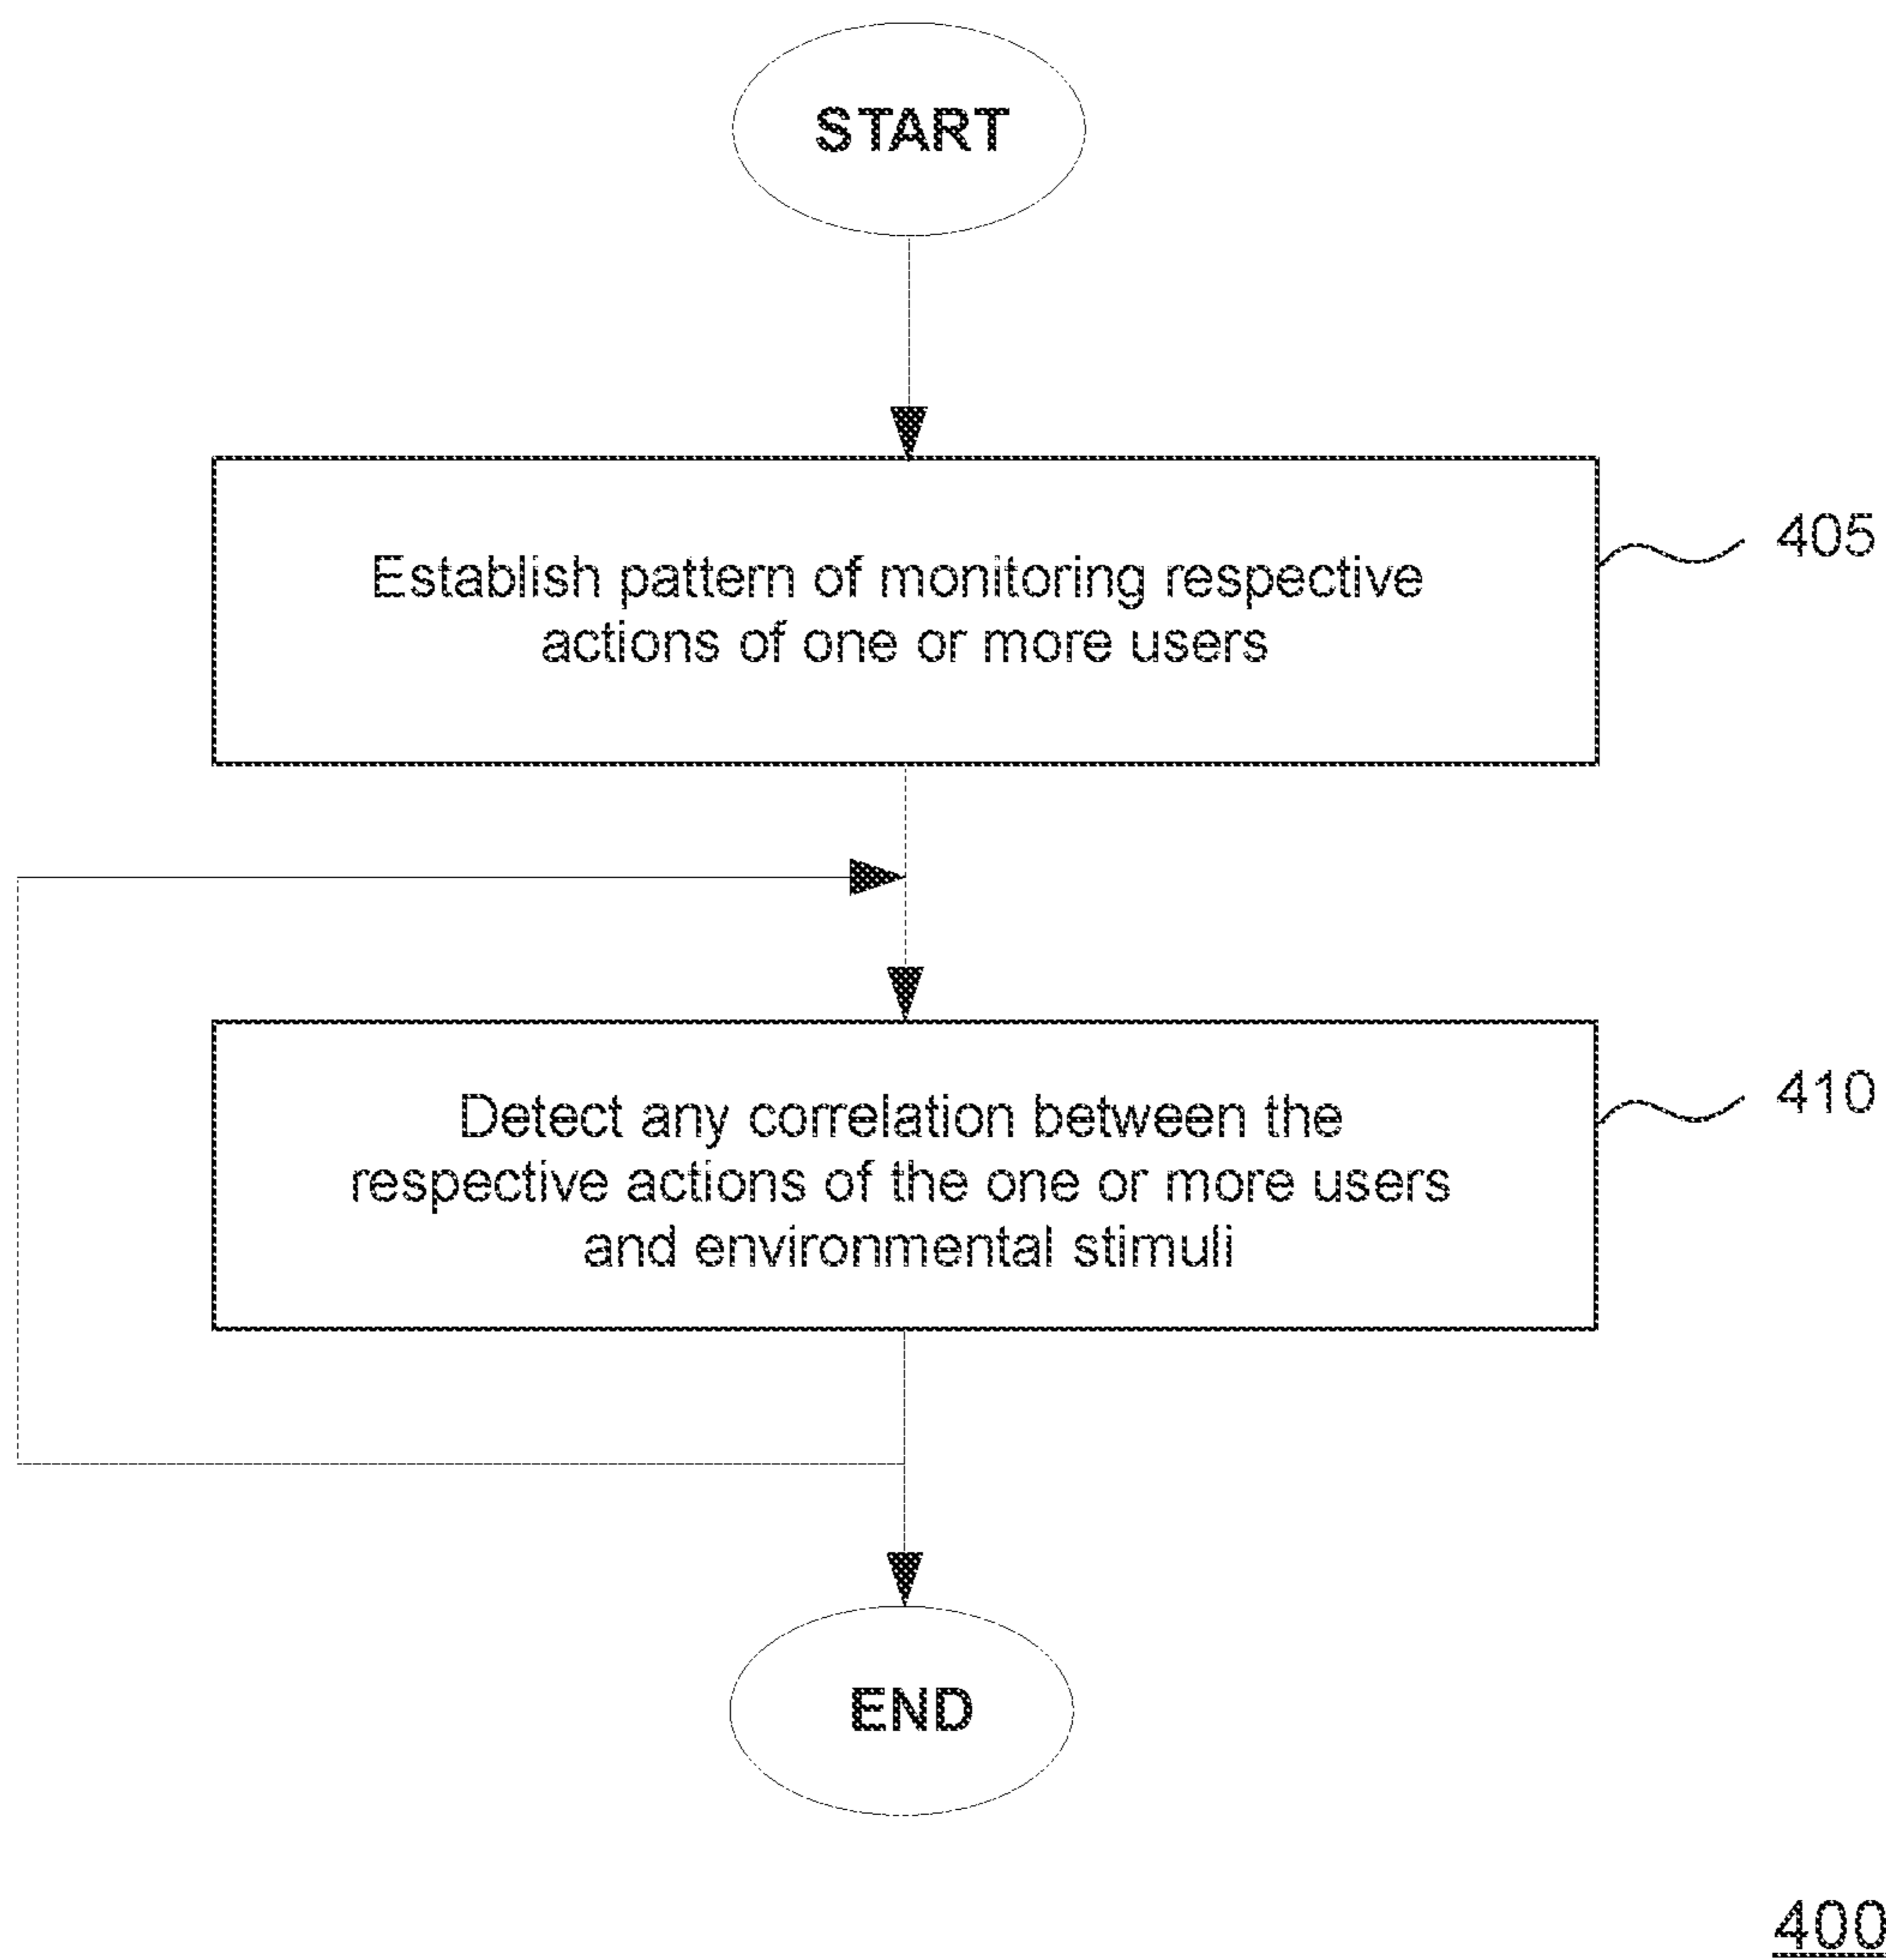 START
Establish pattern of monitoring respective
actions of one or more users
405
Detect any correlation between the
respective actions of the one or more users
and environmental stimuli
410
END
400